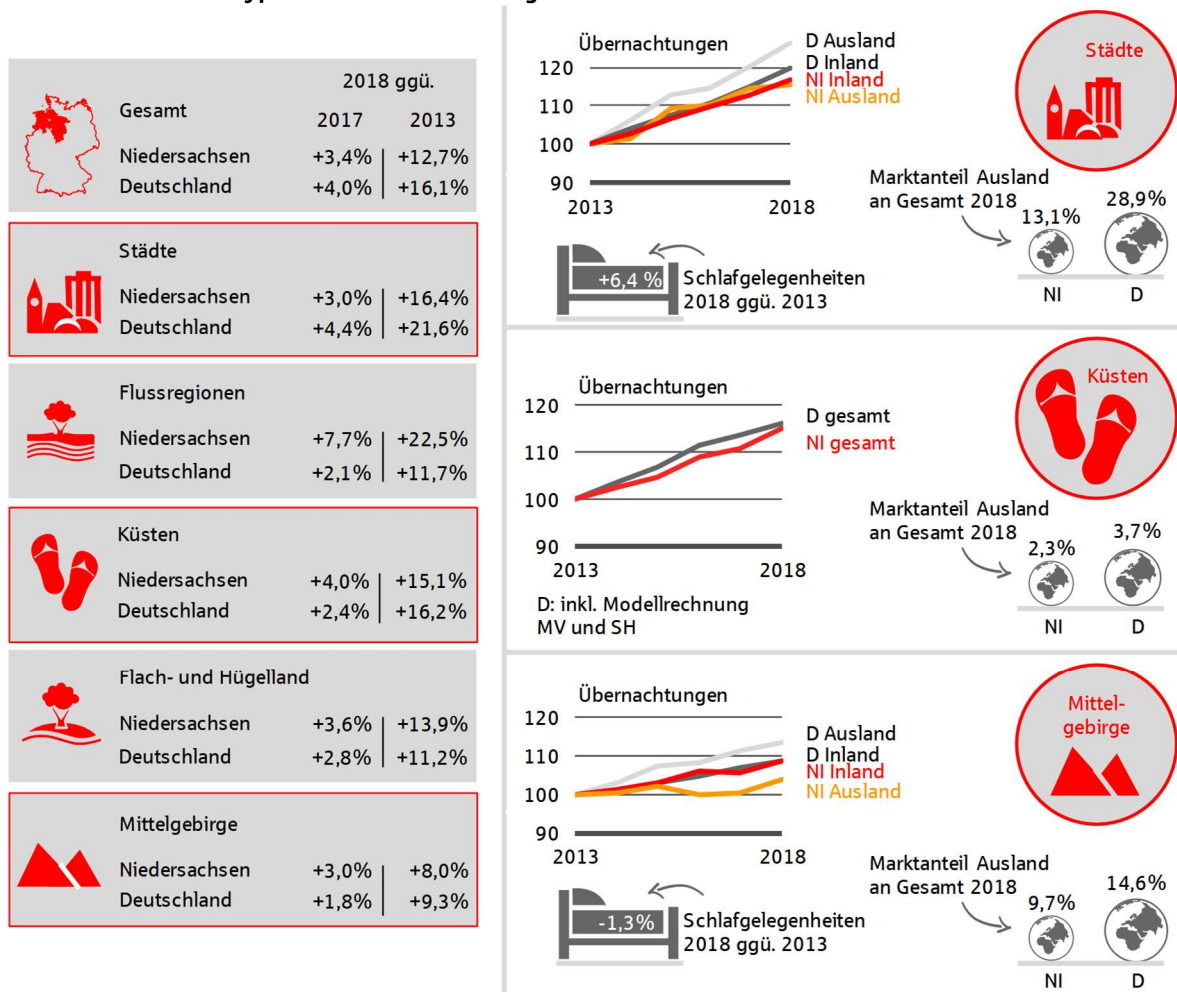 2018 ggü.
Gesamt
2017 2013
Niedersachsen +3,4% +12,7%
Deutschland +4,0% +16,1%
Städte
Niedersachsen +3,0% +16,4%
Deutschland +4,4% +21,6%
Flussregionen
Niedersachsen +7,7% +22,5%
Deutschland +2,1% +11,7%
Küsten
Niedersachsen +4,0% +15,1%
Deutschland +2,4% +16,2%
Flach- und Hügelland
Niedersachsen +3,6% +13,9%
Deutschland +2,8% +11,2%
Mittelgebirge
Niedersachsen +3,0% +8,0%
Deutschland +1,8% +9,3%
Übernachtungen
120
110
100
90
2013 2018
D Ausland
D Inland
NI Inland
NI Ausland
Städte
Marktanteil Ausland
an Gesamt 2018
13,1% 28,9%
NI D
+6,4 %
Schlafgelegenheiten
2018 ggü. 2013
Übernachtungen
120
110
100
90
2013 2018
D gesamt
NI gesamt
Küsten
Marktanteil Ausland
an Gesamt 2018
2,3% 3,7%
NI D
D: inkl. Modellrechnung
MV und SH
Übernachtungen
120
110
100
90
2013 2018
D Ausland
D Inland
NI Inland
NI Ausland
Mittel-
gebirge
Marktanteil Ausland
an Gesamt 2018
9,7% 14,6%
NI D
-1,3%
Schlafgelegenheiten
2018 ggü. 2013